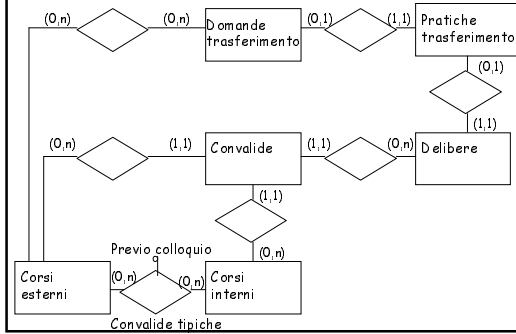 (0,n)
(0,n)
Domande
trasferimento
(0,1)
(1,1)
Pratiche
trasferimento
(0,1)
(1,1)
(0,n)
(1,1)
Convalide
(1,1)
(0,n)
Delibere
(1,1)
(0,n)
Previo colloquio
Corsi
esterni
(0,n)
(0,n)
Corsi
interni
Convalide tipiche